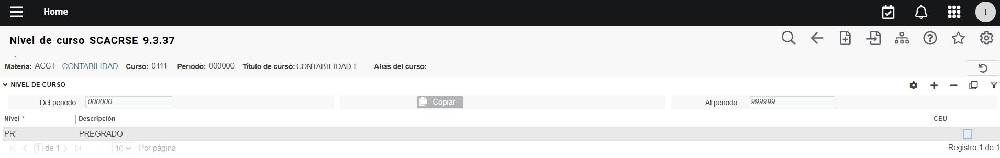 Home
t
Nivel de curso SCACRSE 9.3.37
Materia: ACCT CONTABILIDAD Curso: 0111 Periodo: 000000 Título de curso: CONTABILIDAD I Alias del curso:
NIVEL DE CURSO
Del periodo 000000 Copiar Al periodo: 999999
Nivel * Descripción CEU
PR PREGRADO
1 de 1 10 Por página Registro 1 de 1